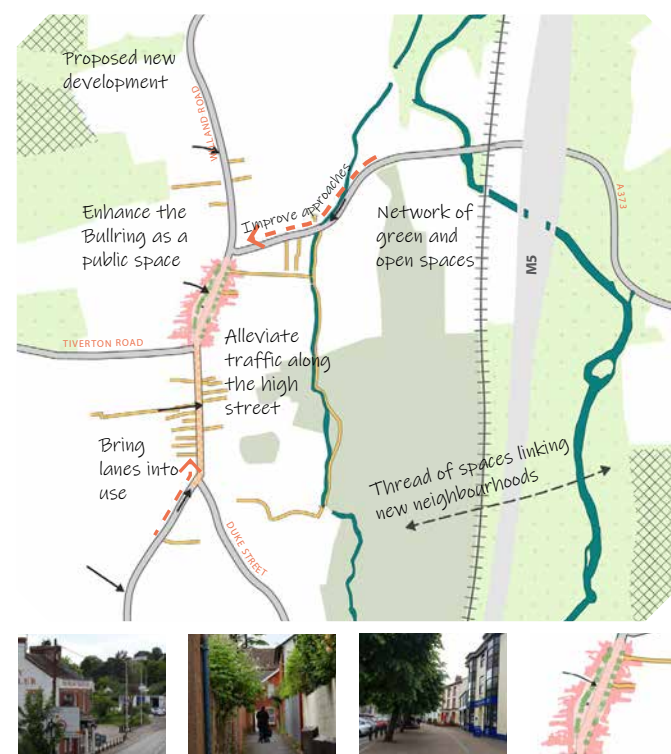 Proposed new
development
WILLAND ROAD
Enhance the
Bullring as a
public space
Improve approaches
Network of
green and
open spaces
A373
M5
TIVERTON ROAD
Alleviate
traffic along
the high
street
Bring
lanes into
use
Thread of spaces linking
new neighbourhoods
DUKE STREET